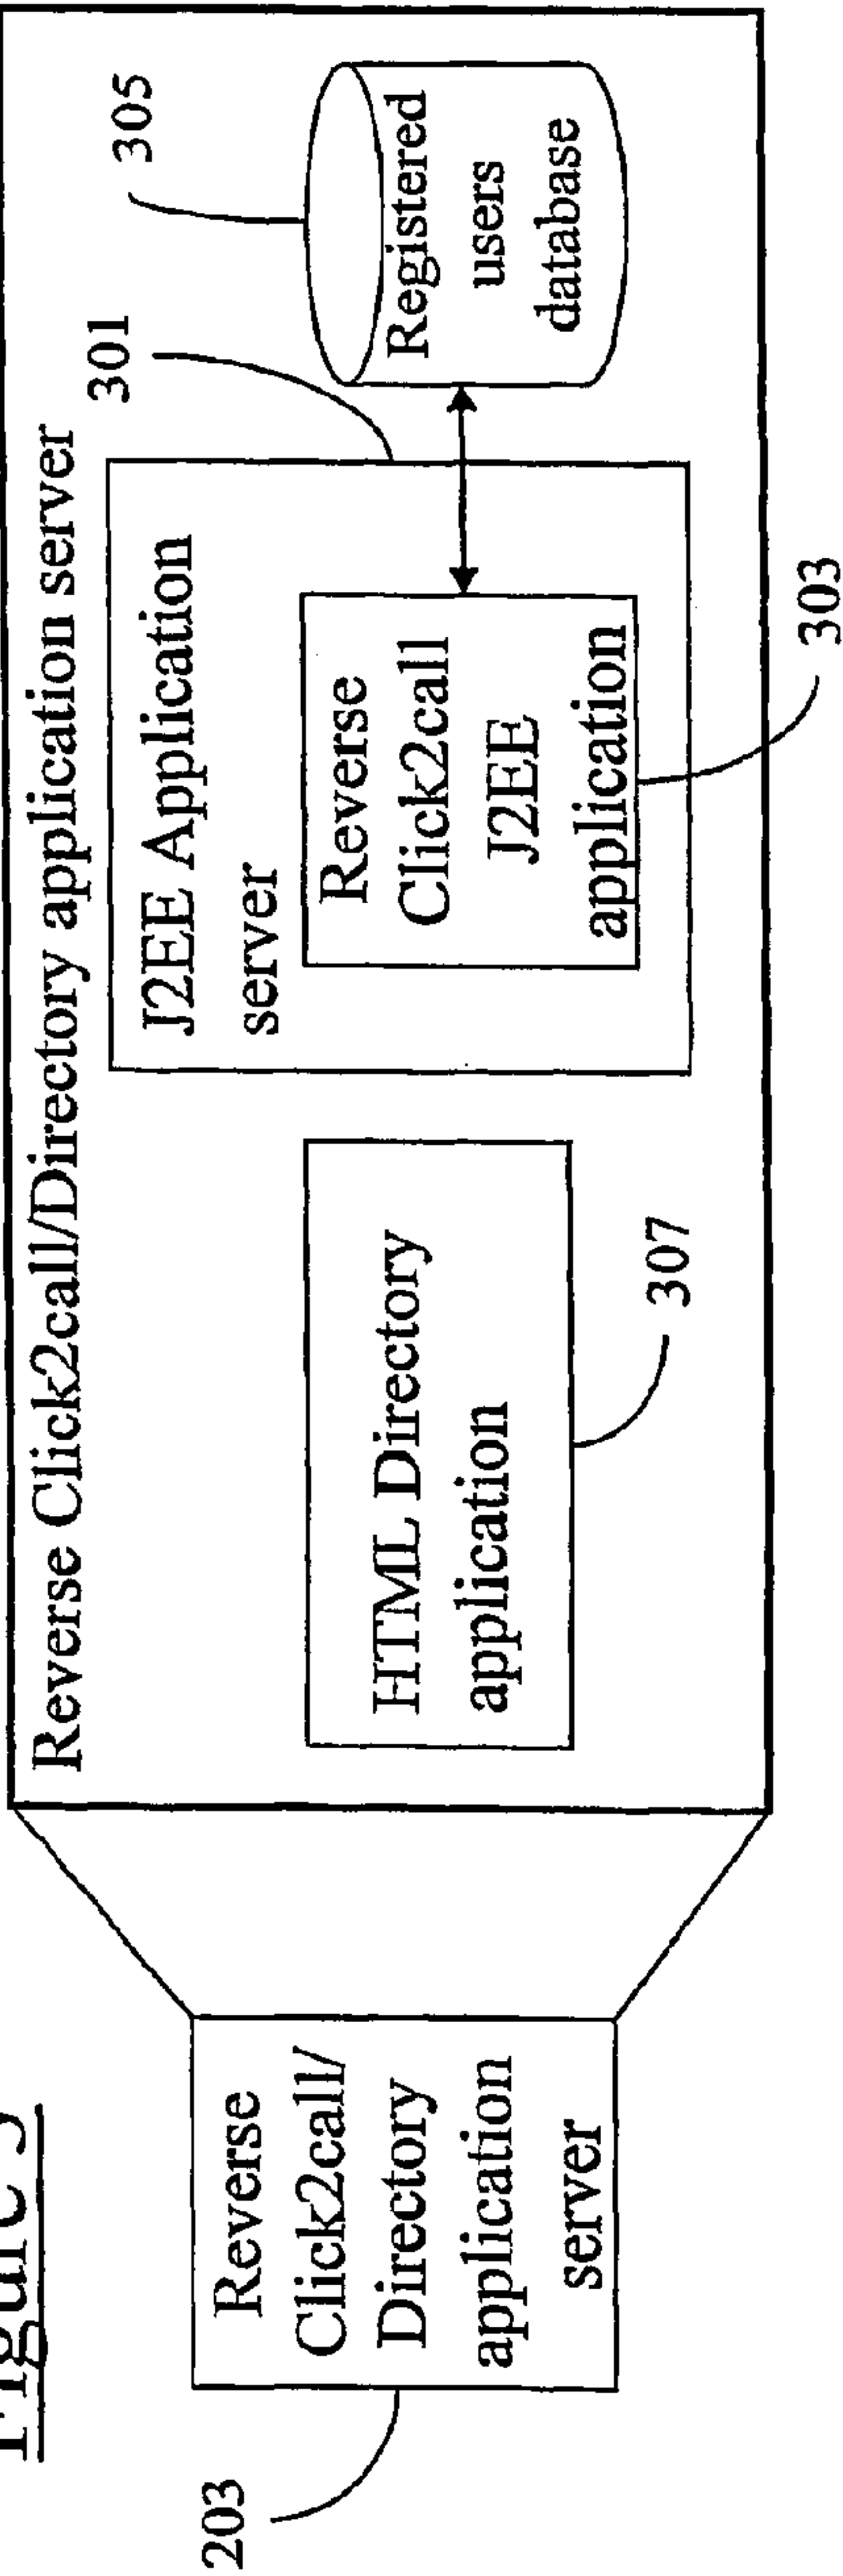 Figure 3
Reverse Click2call/Directory application server
203
Reverse
Click2call/
Directory
application
server
HTML Directory
application
307
J2EE Application
server
301
Reverse
Click2call
J2EE
application
303
305
Registered
users
database